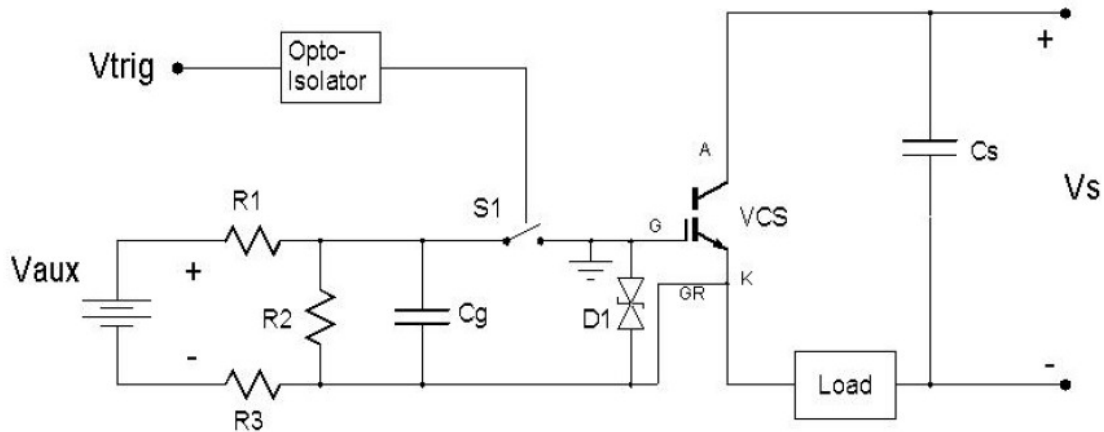 Vtrig
Opto-
Isolator
+
A
Cs
Vs
R1
S1
G
VCS
Vaux
+
K
GR
R2
Cg
D1
-
Load
-
R3